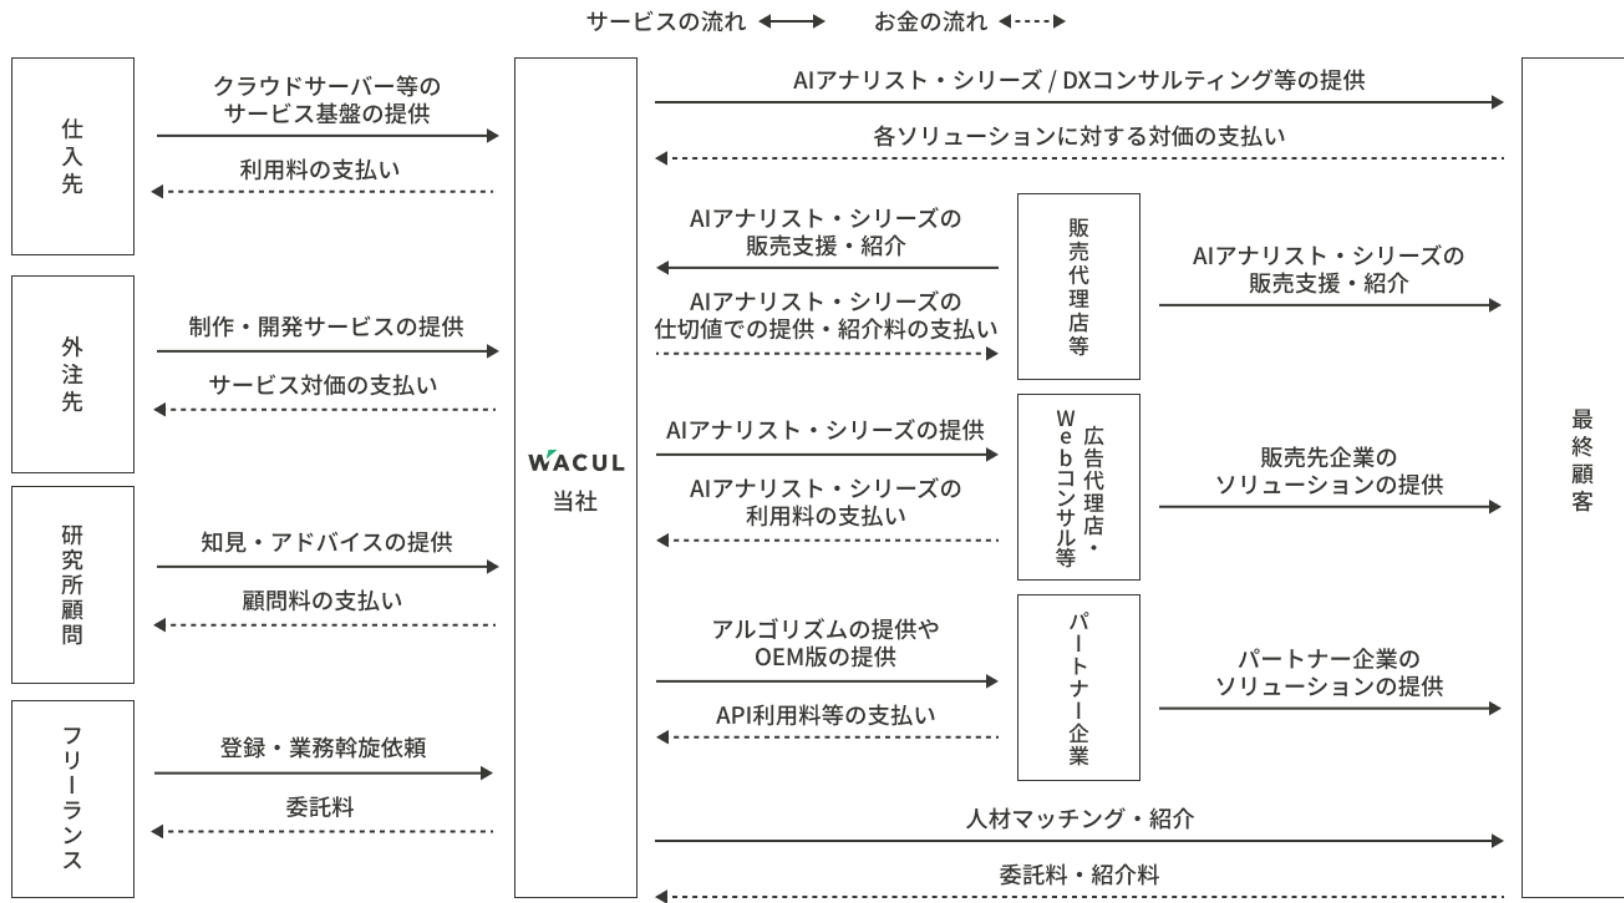 サービスの流れ
お金の流れ
仕入先
クラウドサーバー等の
サービス基盤の提供
利用料の支払い
外注先
制作・開発サービスの提供
サービス対価の支払い
研究所顧問
知見・アドバイスの提供
顧問料の支払い
フリーランス
登録・業務斡旋依頼
委託料
WACUL
当社
AIアナリスト・シリーズ / DXコンサルティング等の提供
各ソリューションに対する対価の支払い
AIアナリスト・シリーズの
販売支援・紹介
AIアナリスト・シリーズの
仕切値での提供・紹介料の支払い
販売代理店等
AIアナリスト・シリーズの
販売支援・紹介
AIアナリスト・シリーズの提供
AIアナリスト・シリーズの
利用料の支払い
広告代理店・
Webコンサル等
販売先企業の
ソリューションの提供
アルゴリズムの提供や
OEM版の提供
API利用料等の支払い
パートナー企業
パートナー企業の
ソリューションの提供
人材マッチング・紹介
委託料・紹介料
最終顧客